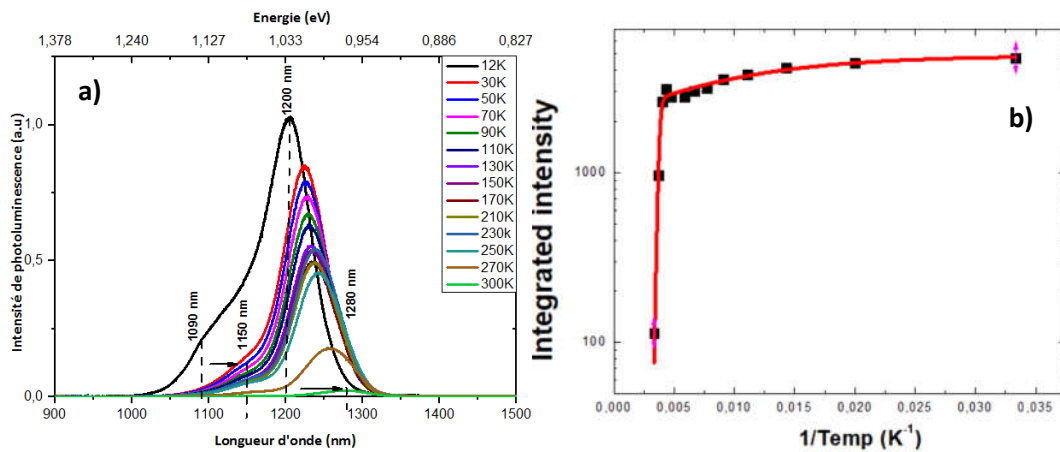 Energie (eV)
1,378 1,240 1,127 1,033 0,954 0,886 0,827
a)
Intensité de photoluminescence (a.u)
1,0
0,5
0,0
1090 nm
1150 nm
1200 nm
1280 nm
12K
30K
50K
70K
90K
110K
130K
150K
170K
210K
230k
250K
270K
300K
900 1000 1100 1200 1300 1400 1500
Longueur d'onde (nm)
b)
Integrated intensity
1000
100
0.000 0,005 0,010 0,015 0,020 0,025 0,030 0,035
1/Temp (K⁻¹)